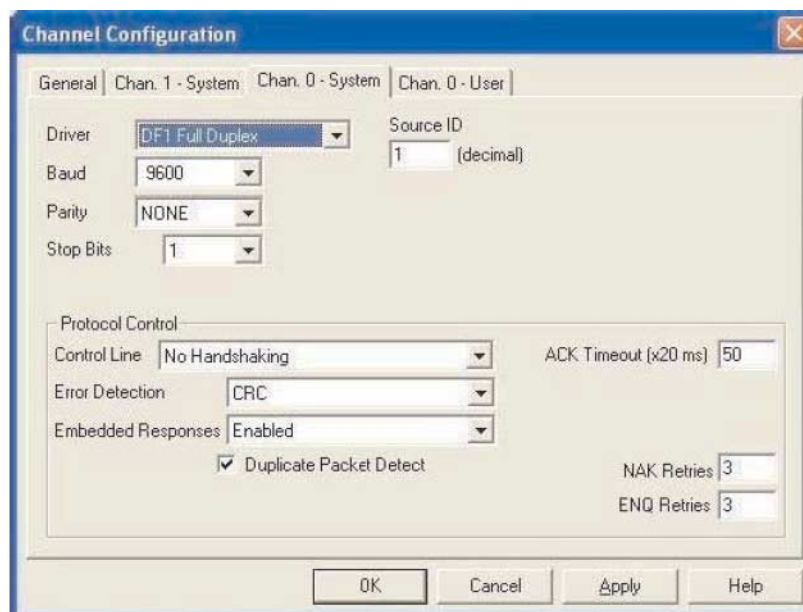 Channel Configuration
General Chan. 1 - System Chan. 0 - System Chan. 0 - User
Driver DF1 Full Duplex
Source ID
1 (decimal)
Baud 9600
Parity NONE
Stop Bits 1
Protocol Control
Control Line No Handshaking
ACK Timeout (x20 ms) 50
Error Detection CRC
Embedded Responses Enabled
Duplicate Packet Detect
NAK Retries 3
ENQ Retries 3
OK Cancel Apply Help